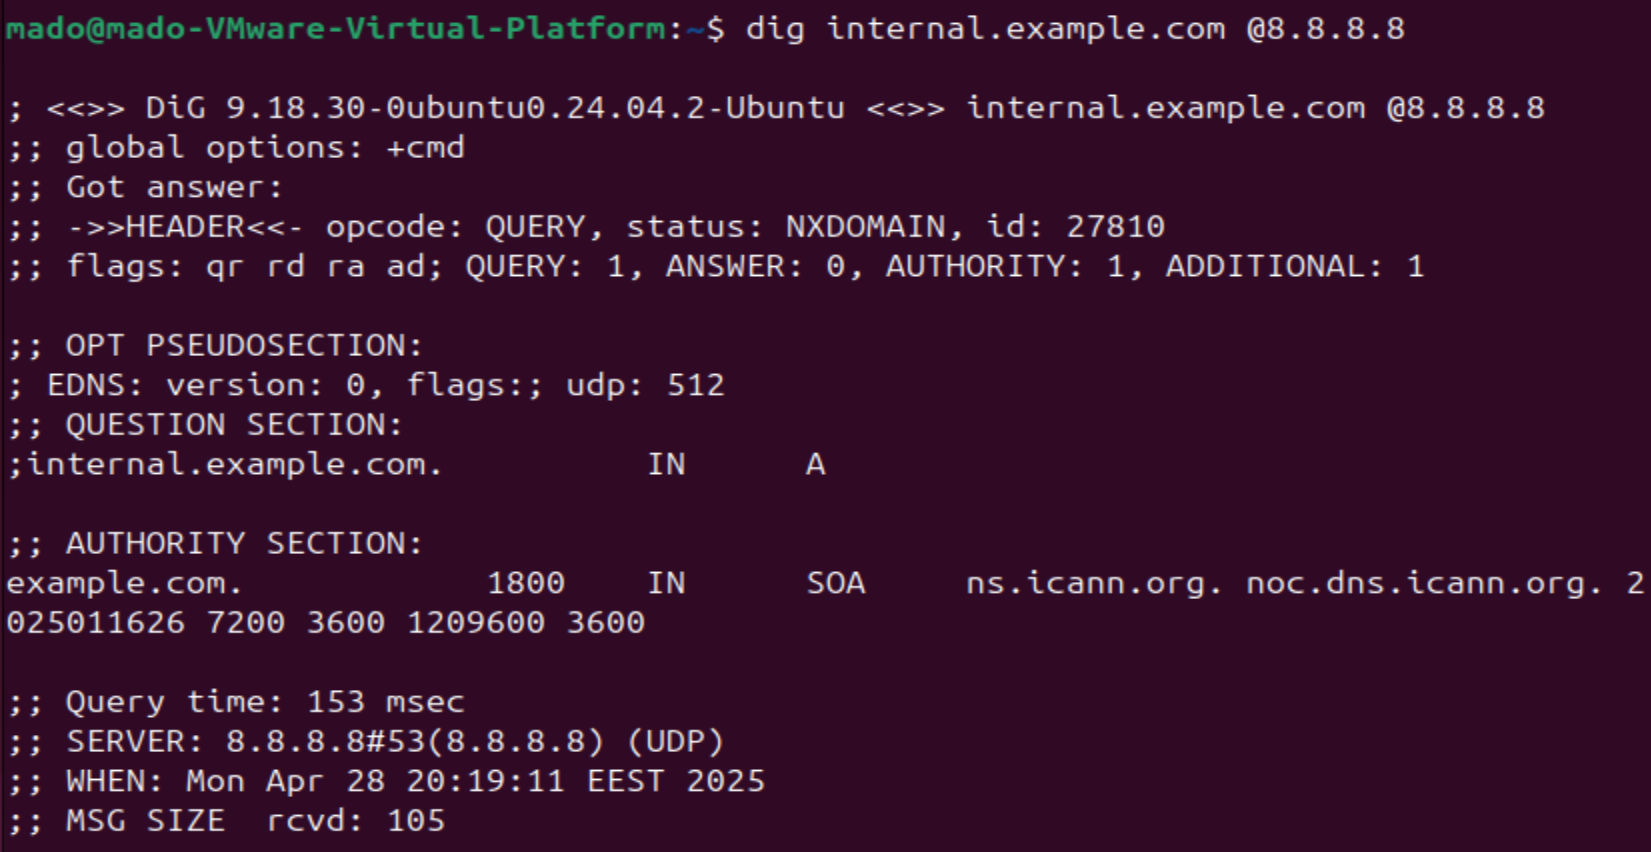 mado@mado-VMware-Virtual-Platform:~$ dig internal.example.com @8.8.8.8
; <<>> DiG 9.18.30-0ubuntu0.24.04.2-Ubuntu <<>> internal.example.com @8.8.8.8
;; global options: +cmd
;; Got answer:
;; ->>HEADER<<- opcode: QUERY, status: NXDOMAIN, id: 27810
;; flags: qr rd ra ad; QUERY: 1, ANSWER: 0, AUTHORITY: 1, ADDITIONAL: 1
;; OPT PSEUDOSECTION:
; EDNS: version: 0, flags:; udp: 512
;; QUESTION SECTION:
;internal.example.com. IN A
;; AUTHORITY SECTION:
example.com. 1800 IN SOA ns.icann.org. noc.dns.icann.org. 2
025011626 7200 3600 1209600 3600
;; Query time: 153 msec
;; SERVER: 8.8.8.8#53(8.8.8.8) (UDP)
;; WHEN: Mon Apr 28 20:19:11 EEST 2025
;; MSG SIZE  rcvd: 105